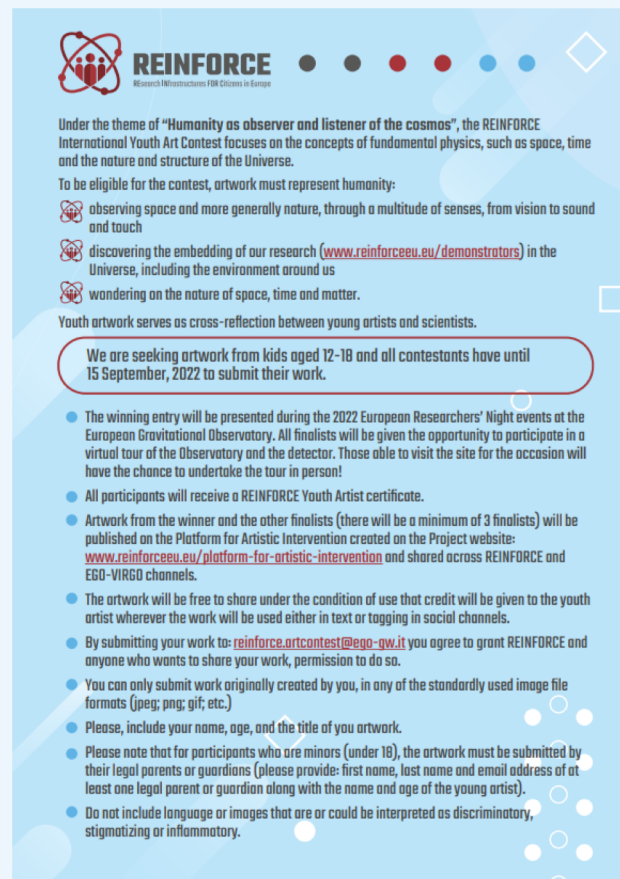 REINFORCE
REsearch INfrastructures FOR Citizens in Europe
Under the theme of “Humanity as observer and listener of the cosmos”, the REINFORCE
International Youth Art Contest focuses on the concepts of fundamental physics, such as space, time
and the nature and structure of the Universe.
To be eligible for the contest, artwork must represent humanity:
observing space and more generally nature, through a multitude of senses, from vision to sound
and touch
discovering the embedding of our research (www.reinforceeu.eu/demonstrators) in the
Universe, including the environment around us
wondering on the nature of space, time and matter.
Youth artwork serves as cross-reflection between young artists and scientists.
We are seeking artwork from kids aged 12-18 and all contestants have until
15 September, 2022 to submit their work.
The winning entry will be presented during the 2022 European Researchers’ Night events at the
European Gravitational Observatory. All finalists will be given the opportunity to participate in a
virtual tour of the Observatory and the detector. Those able to visit the site for the occasion will
have the chance to undertake the tour in person!
All participants will receive a REINFORCE Youth Artist certificate.
Artwork from the winner and the other finalists (there will be a minimum of 3 finalists) will be
published on the Platform for Artistic Intervention created on the Project website:
www.reinforceeu.eu/platform-for-artistic-intervention and shared across REINFORCE and
EGO-VIRGO channels.
The artwork will be free to share under the condition of use that credit will be given to the youth
artist wherever the work will be used either in text or tagging in social channels.
By submitting your work to: reinforce.artcontest@ego-gw.it you agree to grant REINFORCE and
anyone who wants to share your work, permission to do so.
You can only submit work originally created by you, in any of the standardly used image file
formats (jpeg; png; gif; etc.)
Please, include your name, age, and the title of you artwork.
Please note that for participants who are minors (under 18), the artwork must be submitted by
their legal parents or guardians (please provide: first name, last name and email address of at
least one legal parent or guardian along with the name and age of the young artist).
Do not include language or images that are or could be interpreted as discriminatory,
stigmatizing or inflammatory.